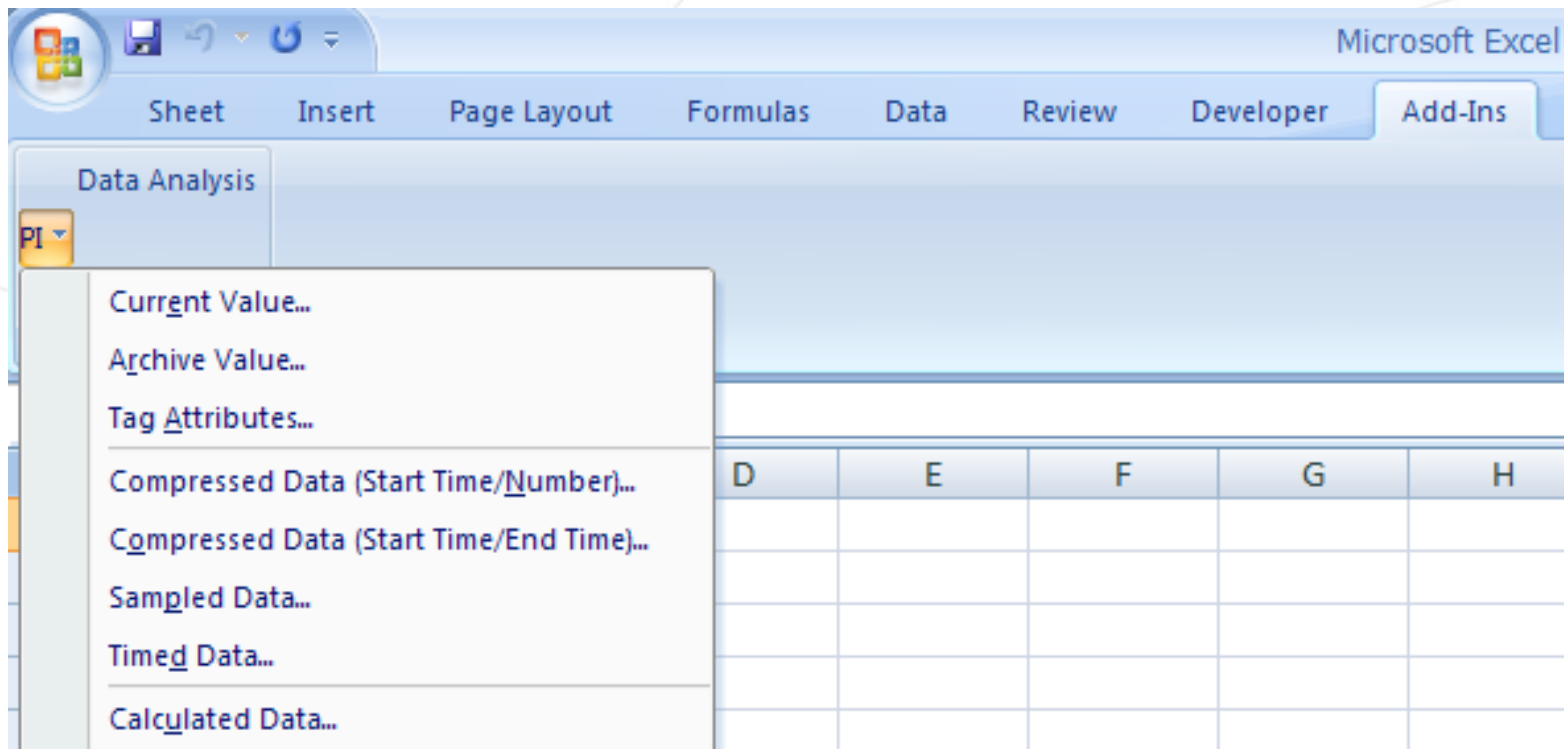 Microsoft Excel
Sheet Insert Page Layout Formulas Data Review Developer Add-Ins
Data Analysis
PI
Current Value...
Archive Value...
Tag Attributes...
Compressed Data (Start Time/Number)...
Compressed Data (Start Time/End Time)...
Sampled Data...
Timed Data...
Calculated Data...
D E F G H